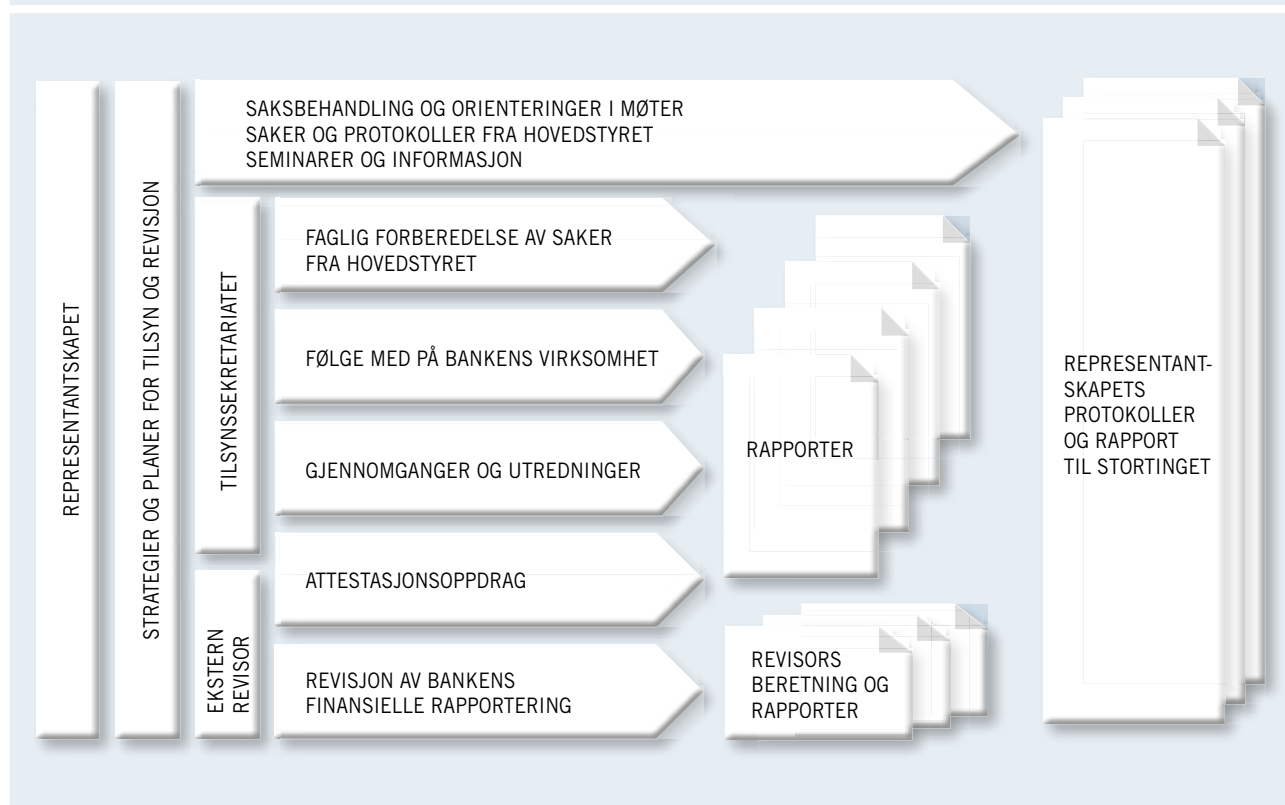 REPRESENTANTSKAPET
STRATEGIER OG PLANER FOR TILSYN OG REVISJON
SAKSBEHANDLING OG ORIENTERINGER I MØTER
SAKER OG PROTOKOLLER FRA HOVEDSTYRET
SEMINARER OG INFORMASJON
TILSYNSSEKRETARIATET
FAGLIG FORBEREDELSE AV SAKER
FRA HOVEDSTYRET
FØLGE MED PÅ BANKENS VIRKSOMHET
GJENNOMGANGER OG UTREDNINGER
ATTESTASJONSOPPDRAG
EKSTERN
REVISOR
REVISJON AV BANKENS
FINANSIELLE RAPPORTERING
RAPPORTER
REVISORS
BERETNING OG
RAPPORTER
REPRESENTANT-
SKAPETS
PROTOKOLLER
OG RAPPORT
TIL STORTINGET